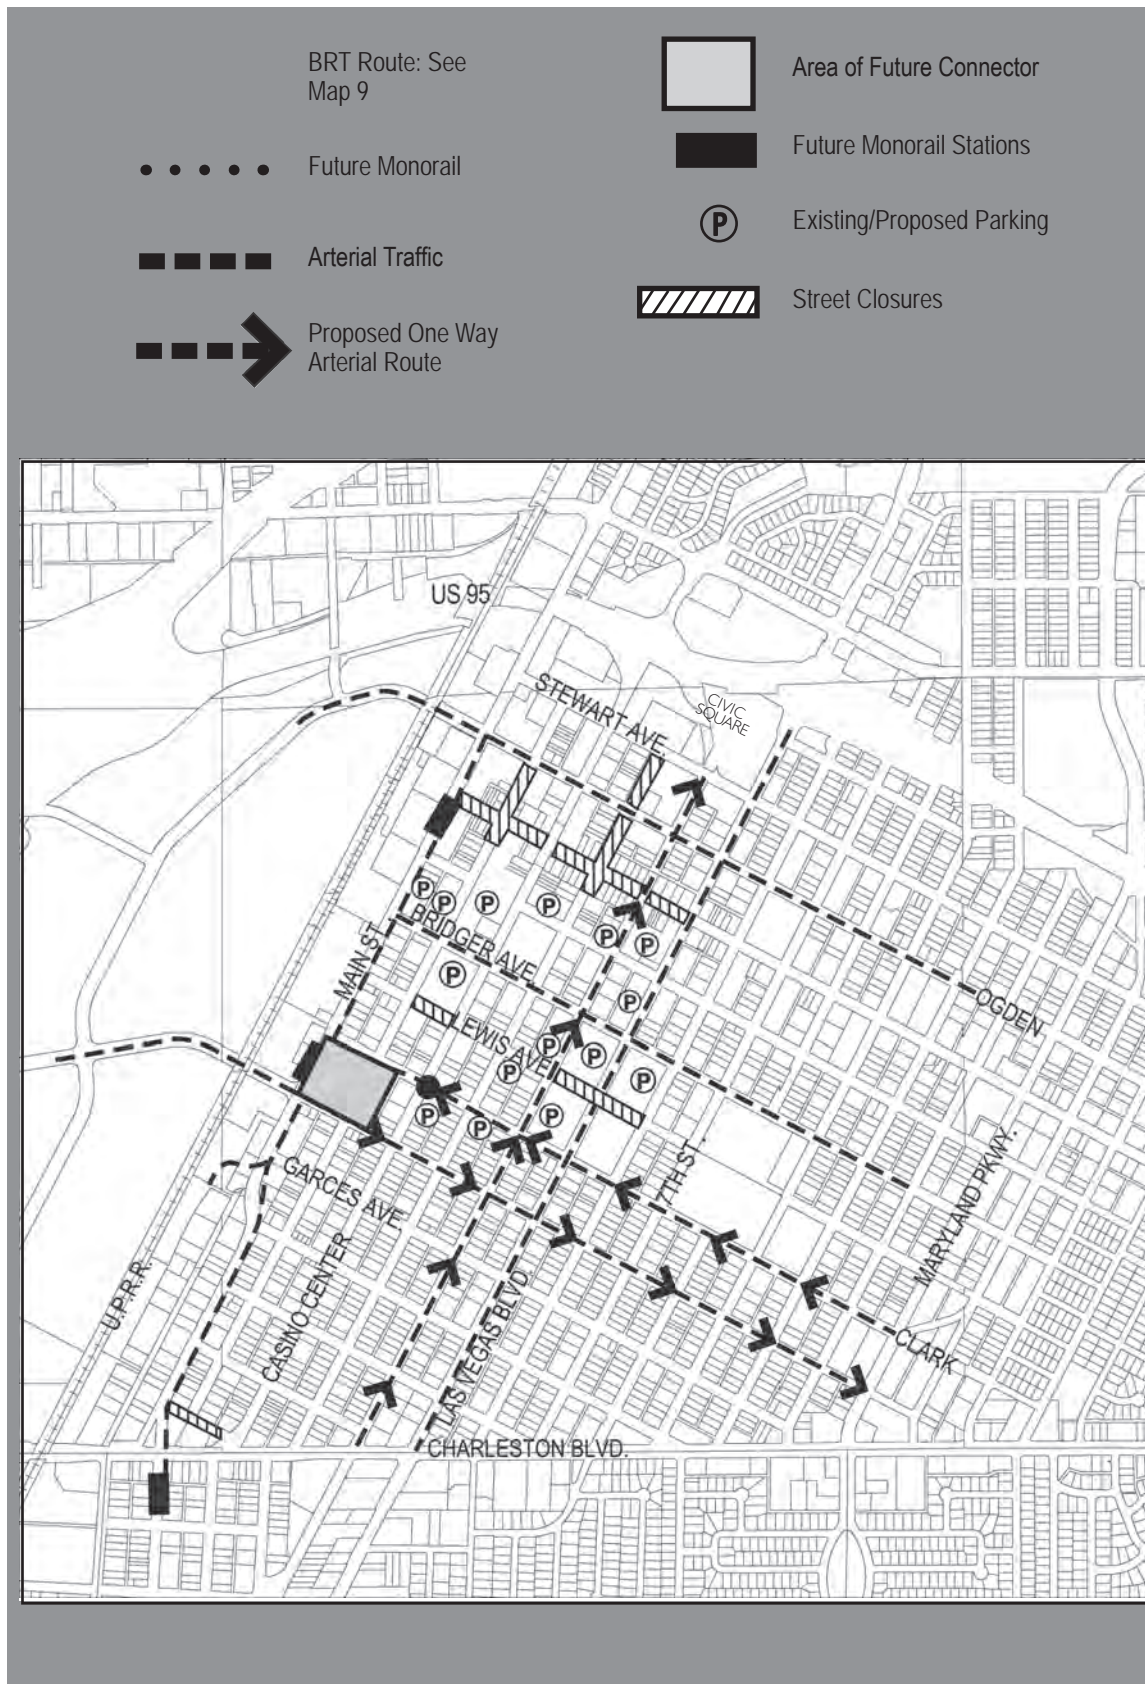 BRT Route: See
Map 9
Future Monorail
Arterial Traffic
Proposed One Way
Arterial Route
Area of Future Connector
Future Monorail Stations
P
Existing/Proposed Parking
Street Closures
US 95
STEWART AVE.
CIVIC
SQUARE
P
P
P
P
BRIDGER AVE.
P
P
MAIN ST.
P
P
OGDEN
LEWIS AVE.
P
P
P
P
P
P
P
7TH ST.
GARCES AVE.
MARYLAND PKWY.
U.P.R.R.
CASINO CENTER
LAS VEGAS BLVD
CLARK
CHARLESTON BLVD.